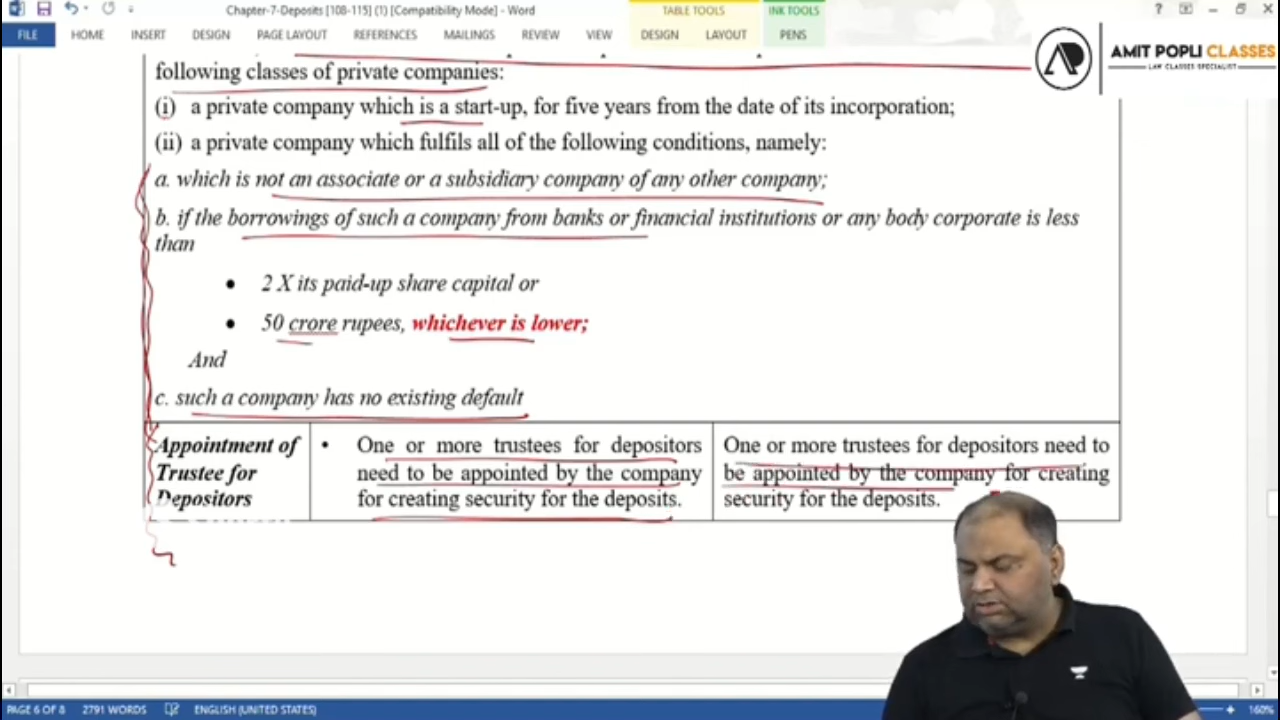 Chapter-7-Deposits [108-115] (1) [Compatibility Mode] - Word
TABLE TOOLS
INK TOOLS
FILE HOME INSERT DESIGN PAGE LAYOUT REFERENCES MAILINGS REVIEW VIEW DESIGN LAYOUT PENS
AMIT POPLI CLASSES
LAW CLASSES SPECIALIST
following classes of private companies:
(i) a private company which is a start-up, for five years from the date of its incorporation;
(ii) a private company which fulfils all of the following conditions, namely:
a. which is not an associate or a subsidiary company of any other company;
b. if the borrowings of such a company from banks or financial institutions or any body corporate is less
than
• 2 X its paid-up share capital or
• 50 crore rupees, whichever is lower;
And
c. such a company has no existing default
Appointment of
Trustee for
Depositors
• One or more trustees for depositors
need to be appointed by the company
for creating security for the deposits.
One or more trustees for depositors need to
be appointed by the company for creating
security for the deposits.
PAGE 6 OF 8 2791 WORDS ENGLISH (UNITED STATES) 160%